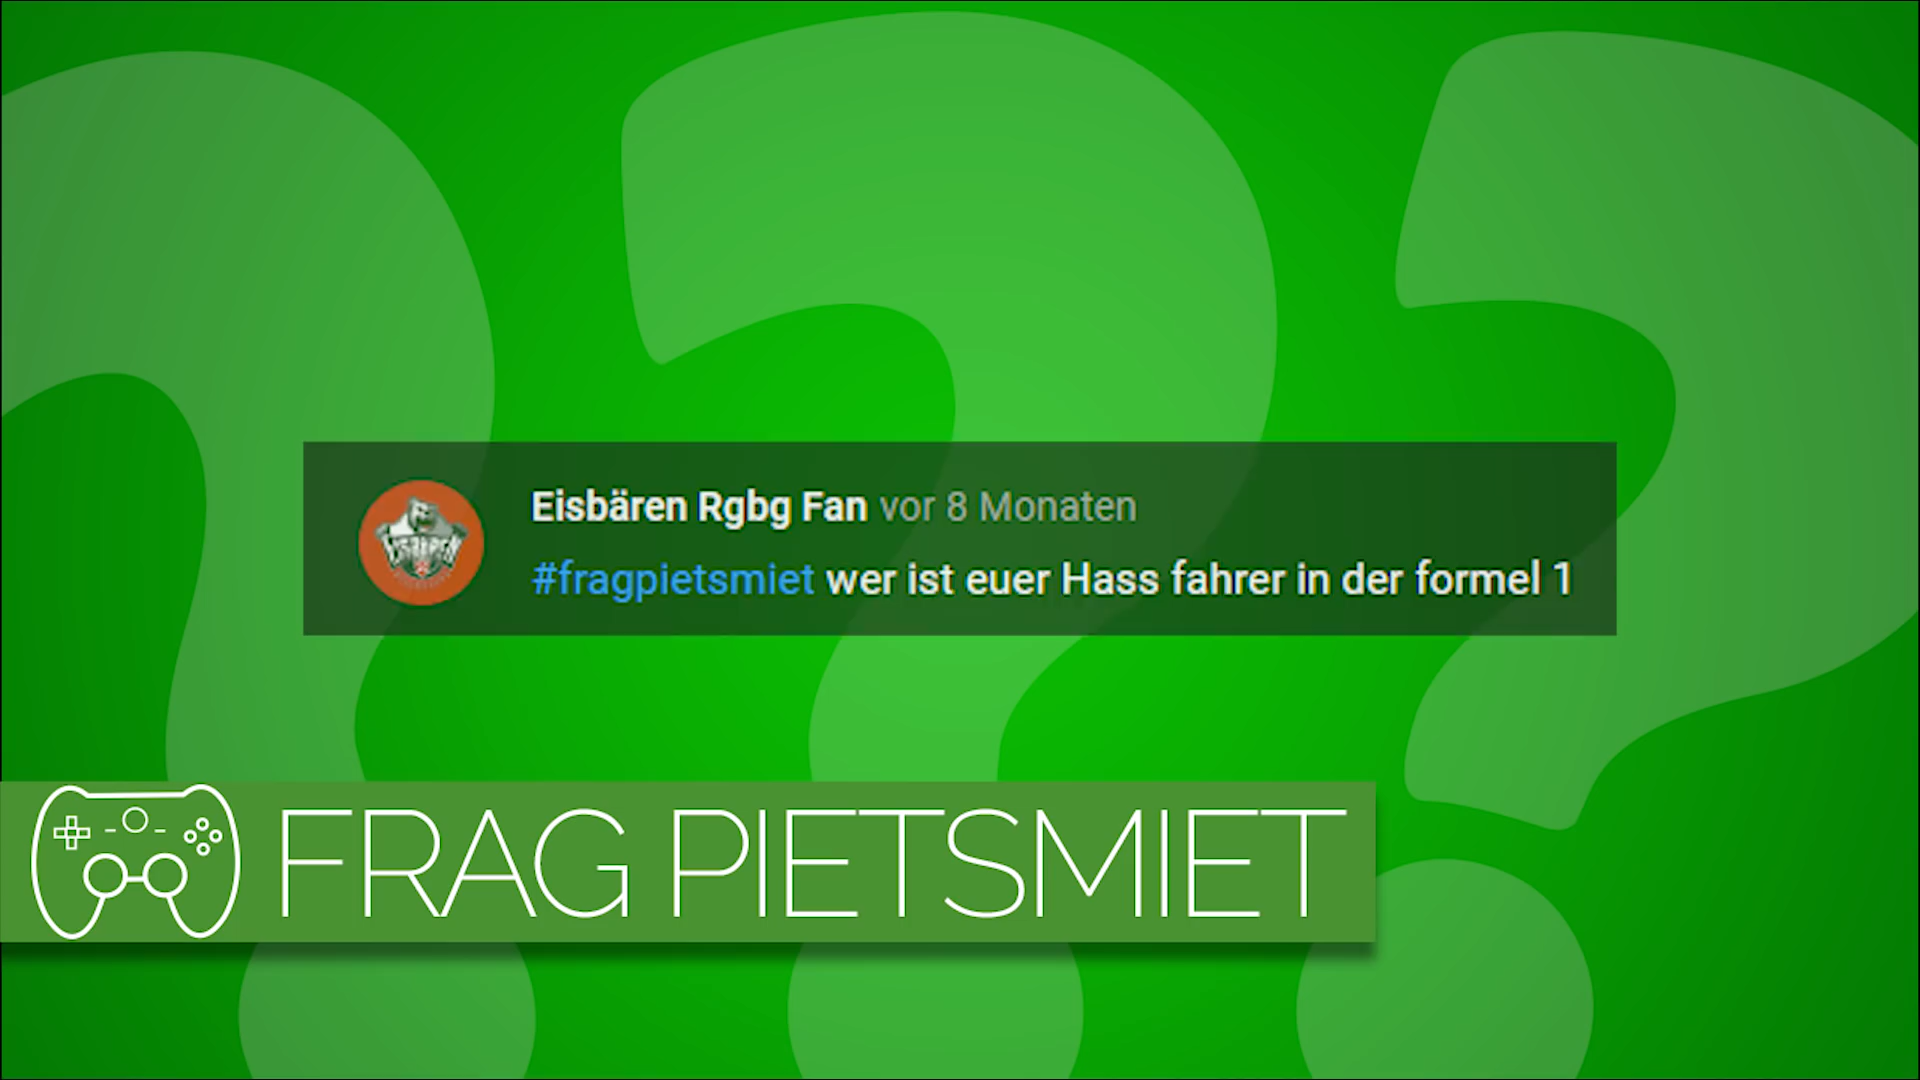 Eisbären Rgbg Fan vor 8 Monaten
#fragpietsmiet wer ist euer Hass fahrer in der formel 1
FRAG PIETSMIET